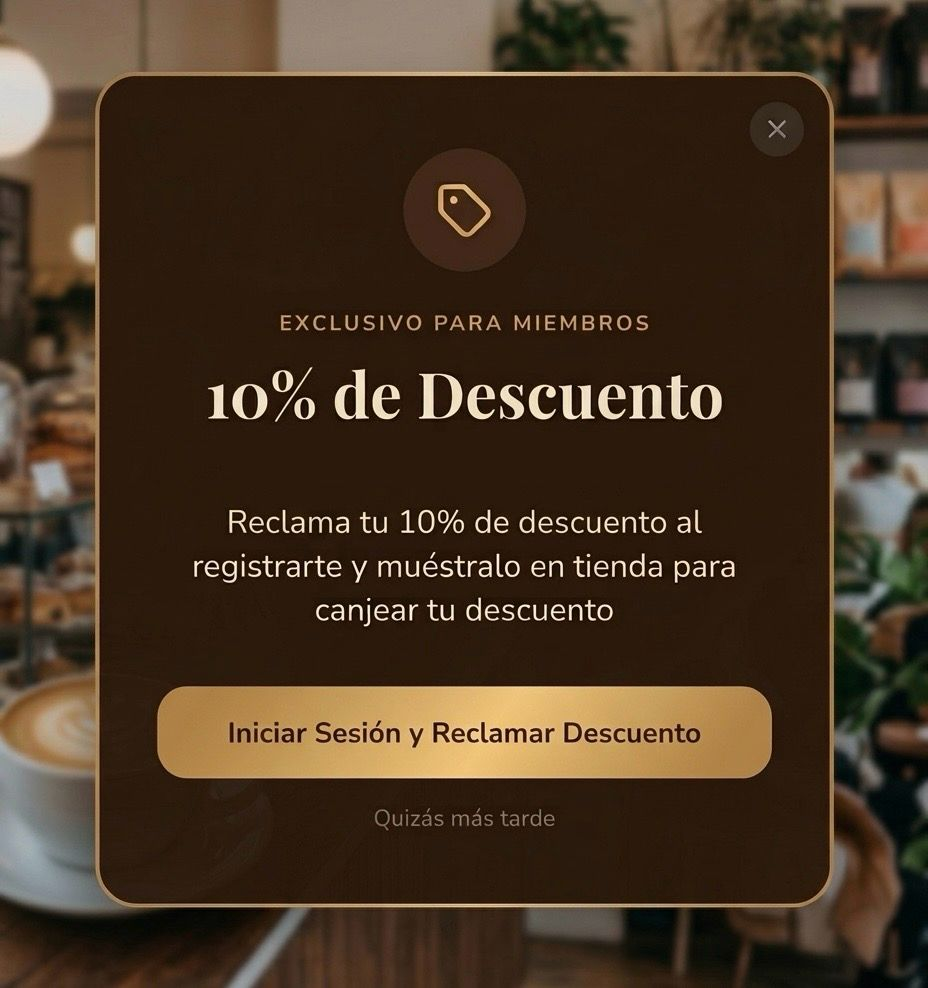 EXCLUSIVO PARA MIEMBROS
10% de Descuento
Reclama tu 10% de descuento al
registrarte y muéstralo en tienda para
canjear tu descuento
Iniciar Sesión y Reclamar Descuento
Quizás más tarde